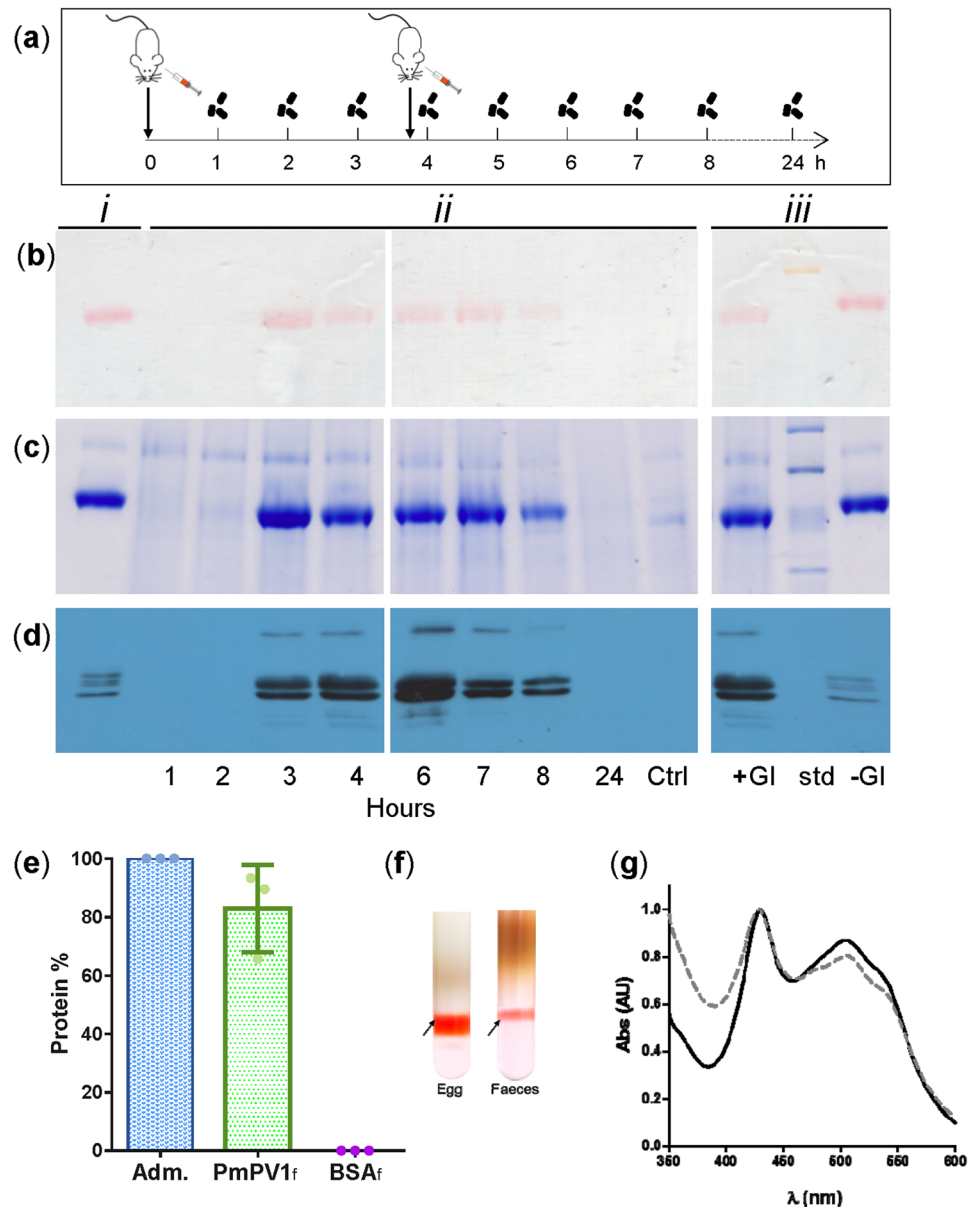 (a)
0 1 2 3 4 5 6 7 8 24 h
i ii iii
(b)
(c)
(d)
1 2 3 4 6 7 8 24 Ctrl +GI std -GI
Hours
(e)
Protein %
100
80
60
40
20
0
Adm. PmPV1f BSAf
(f)
Egg Faeces
(g)
Abs (AU)
1.0
0.8
0.6
0.4
0.2
0.0
350 400 450 500 550 600
λ (nm)